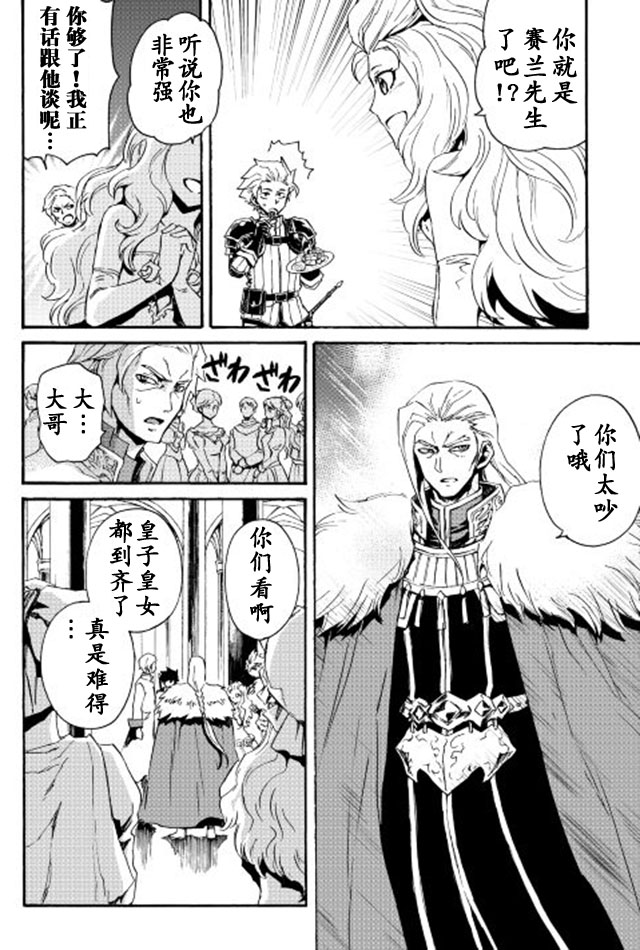 你就是
赛兰先生
了吧!?
听说你也
非常强
你够了！我正
有话跟他谈呢…
你们太吵
了哦
ざわ
ざわ
大…
大哥
你们看啊
皇子皇女
都到齐了
真是难得
…